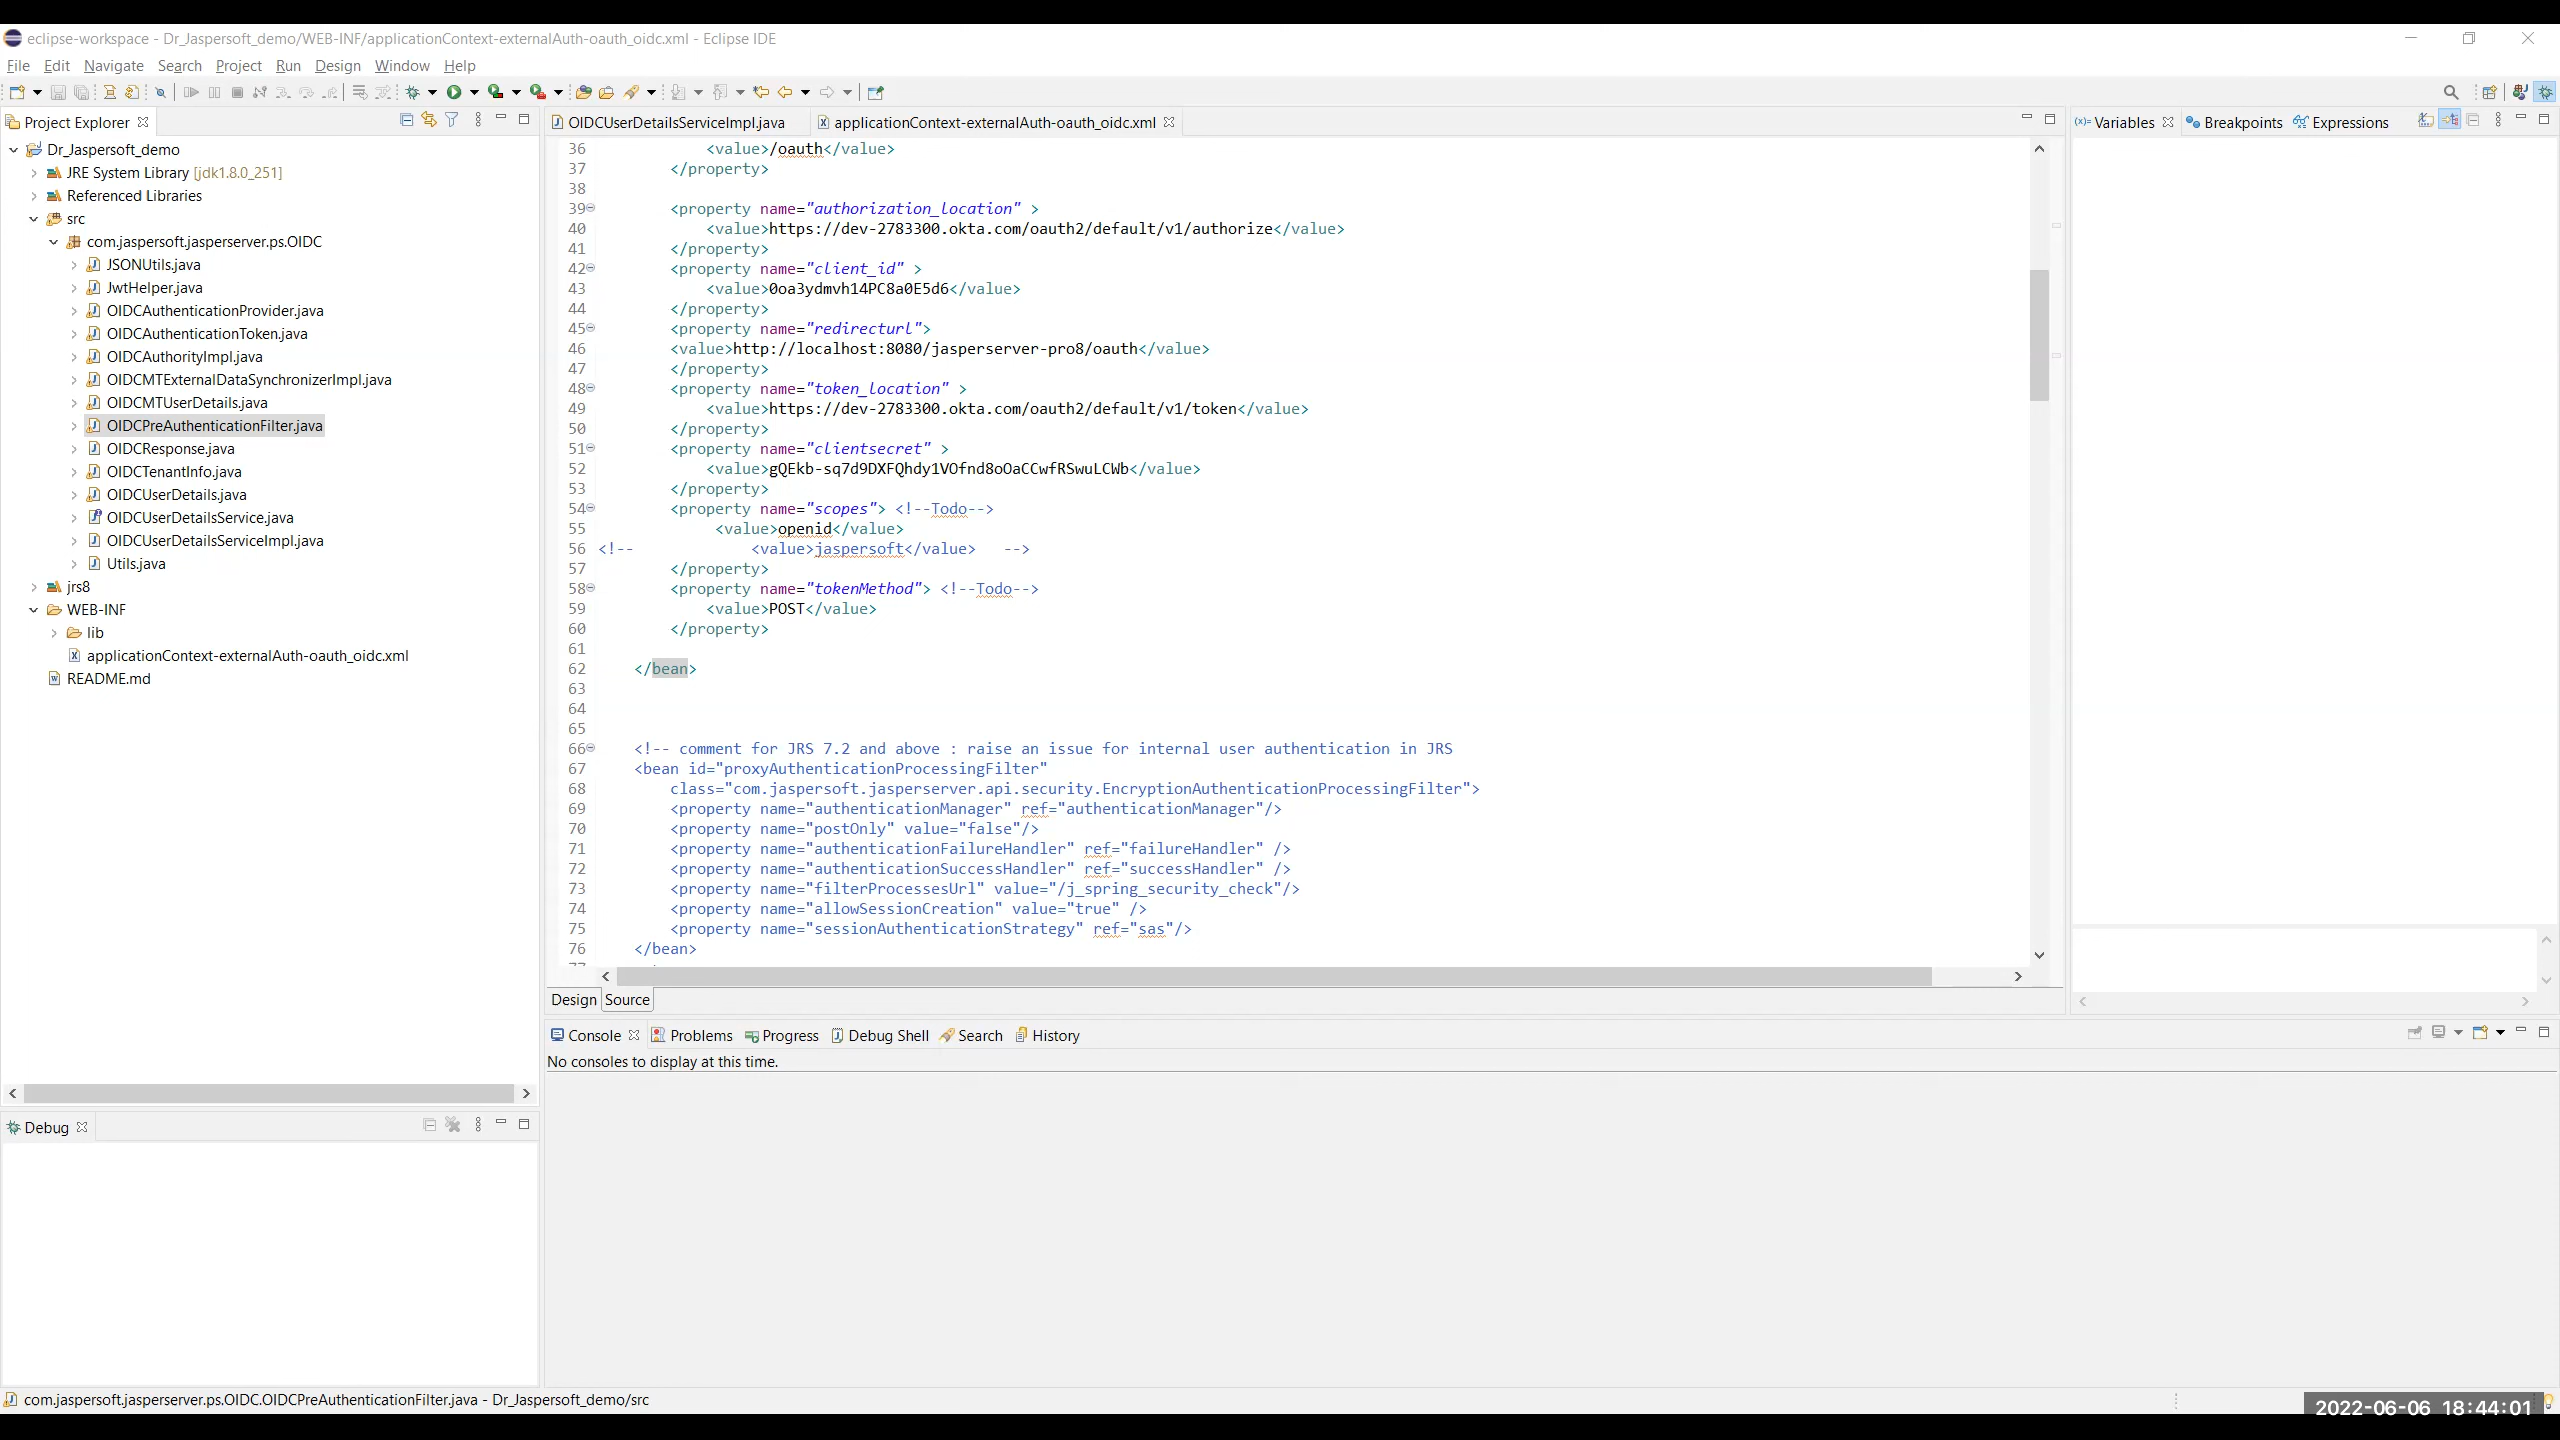 eclipse-workspace - Dr_Jaspersoft_demo/WEB-INF/applicationContext-externalAuth-oauth_oidc.xml - Eclipse IDE
File Edit Navigate Search Project Run Design Window Help
Project Explorer
Dr_Jaspersoft_demo
JRE System Library [jdk1.8.0_251]
Referenced Libraries
src
com.jaspersoft.jasperserver.ps.OIDC
JSONUtils.java
JwtHelper.java
OIDCAuthenticationProvider.java
OIDCAuthenticationToken.java
OIDCAuthorityImpl.java
OIDCMTExternalDataSynchronizerImpl.java
OIDCMTUserDetails.java
OIDCPreAuthenticationFilter.java
OIDCResponse.java
OIDCTenantInfo.java
OIDCUserDetails.java
OIDCUserDetailsService.java
OIDCUserDetailsServiceImpl.java
Utils.java
jrs8
WEB-INF
lib
applicationContext-externalAuth-oauth_oidc.xml
README.md
OIDCUserDetailsServiceImpl.java applicationContext-externalAuth-oauth_oidc.xml
36 <value>/oauth</value>
37 </property>
38
39 <property name="authorization_location" >
40 <value>https://dev-2783300.okta.com/oauth2/default/v1/authorize</value>
41 </property>
42 <property name="client_id" >
43 <value>0oa3ydmvh14PC8a0E5d6</value>
44 </property>
45 <property name="redirecturl">
46 <value>http://localhost:8080/jasperserver-pro8/oauth</value>
47 </property>
48 <property name="token_location" >
49 <value>https://dev-2783300.okta.com/oauth2/default/v1/token</value>
50 </property>
51 <property name="clientsecret" >
52 <value>gQEkb-sq7d9DXFQhdy1VOfnd8oOaCCwfRSwuLCWb</value>
53 </property>
54 <property name="scopes"> <!--Todo-->
55 <value>openid</value>
56 <!-- <value>jaspersoft</value> -->
57 </property>
58 <property name="tokenMethod"> <!--Todo-->
59 <value>POST</value>
60 </property>
61
62 </bean>
63
64
65
66 <!-- comment for JRS 7.2 and above : raise an issue for internal user authentication in JRS
67 <bean id="proxyAuthenticationProcessingFilter"
68 class="com.jaspersoft.jasperserver.api.security.EncryptionAuthenticationProcessingFilter">
69 <property name="authenticationManager" ref="authenticationManager"/>
70 <property name="postOnly" value="false"/>
71 <property name="authenticationFailureHandler" ref="failureHandler" />
72 <property name="authenticationSuccessHandler" ref="successHandler" />
73 <property name="filterProcessesUrl" value="/j_spring_security_check"/>
74 <property name="allowSessionCreation" value="true" />
75 <property name="sessionAuthenticationStrategy" ref="sas"/>
76 </bean>
Design Source
Variables Breakpoints Expressions
Console Problems Progress Debug Shell Search History
No consoles to display at this time.
Debug
com.jaspersoft.jasperserver.ps.OIDC.OIDCPreAuthenticationFilter.java - Dr_Jaspersoft_demo/src
2022-06-06 18:44:01